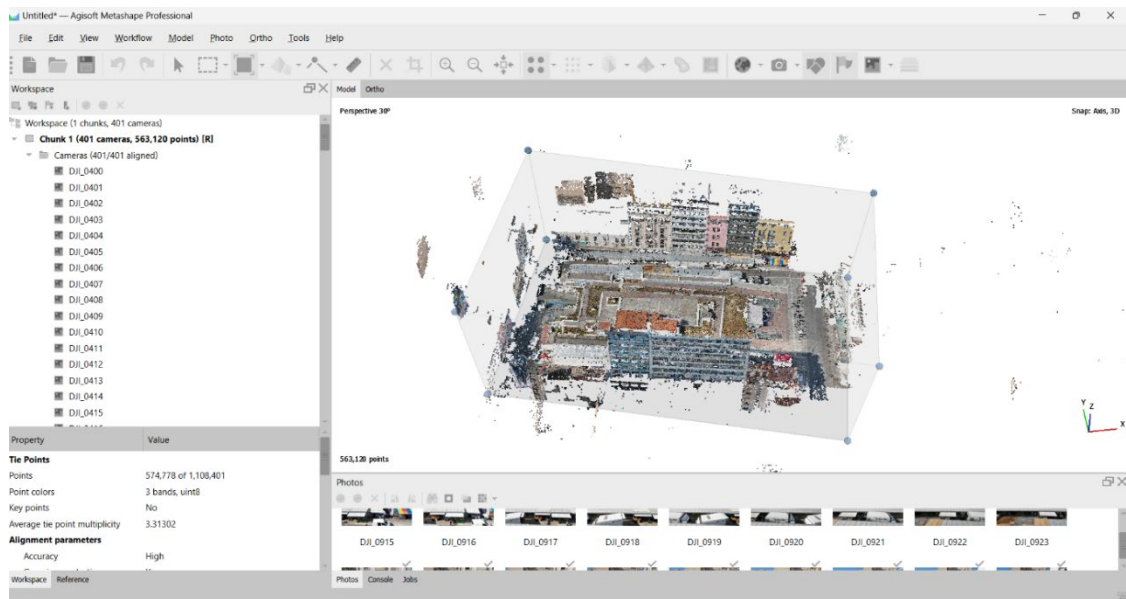 Untitled* — Agisoft Metashape Professional
File Edit View Workflow Model Photo Ortho Tools Help
Workspace
Workspace (1 chunks, 401 cameras)
Chunk 1 (401 cameras, 563,120 points) [R]
Cameras (401/401 aligned)
DJI_0400
DJI_0401
DJI_0402
DJI_0403
DJI_0404
DJI_0405
DJI_0406
DJI_0407
DJI_0408
DJI_0409
DJI_0410
DJI_0411
DJI_0412
DJI_0413
DJI_0414
DJI_0415
Property Value
Tie Points
Points 574,778 of 1,108,401
Point colors 3 bands, uint8
Key points No
Average tie point multiplicity 3.31302
Alignment parameters
Accuracy High
Workspace Reference
Model Ortho
Perspective 30° Snap: Axis, 3D
Y Z
X
563,120 points
Photos
DJI_0915 DJI_0916 DJI_0917 DJI_0918 DJI_0919 DJI_0920 DJI_0921 DJI_0922 DJI_0923
Photos Console Jobs